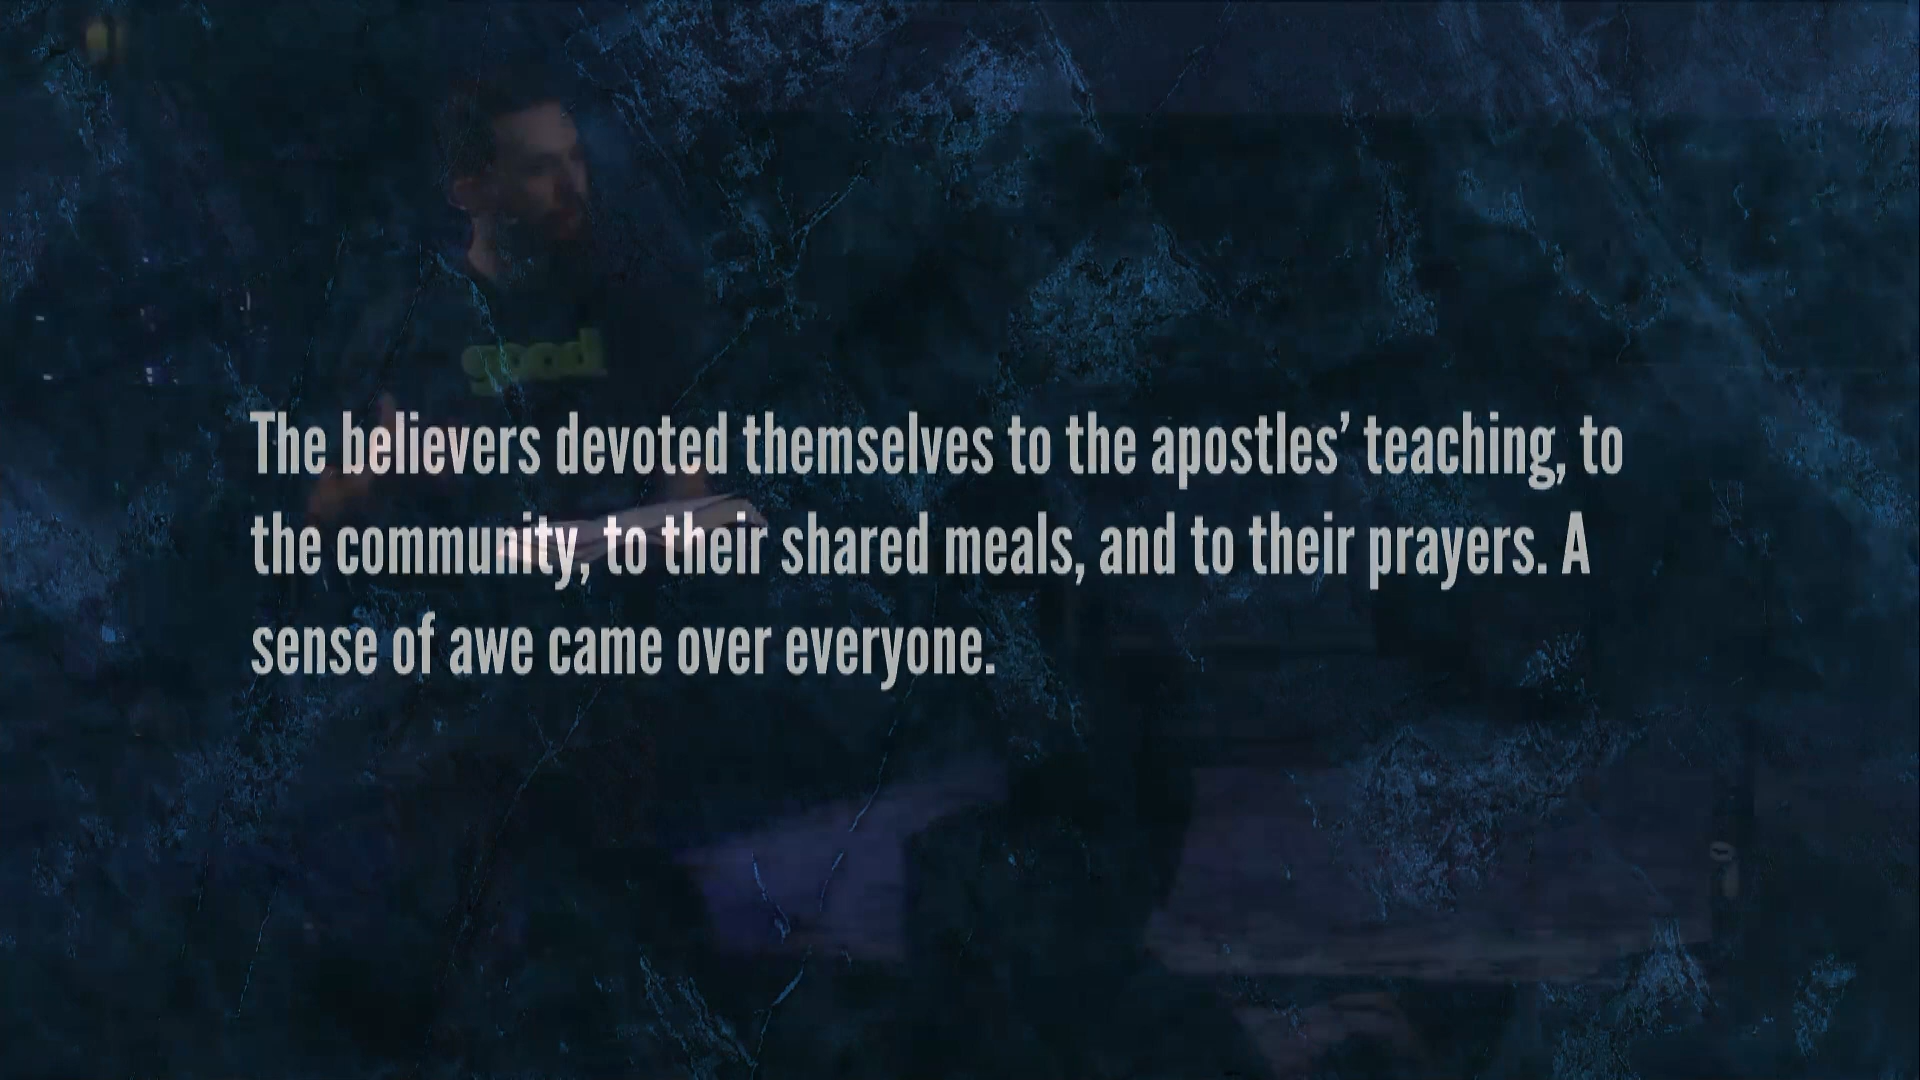 good
The believers devoted themselves to the apostles’ teaching, to
the community, to their shared meals, and to their prayers. A
sense of awe came over everyone.